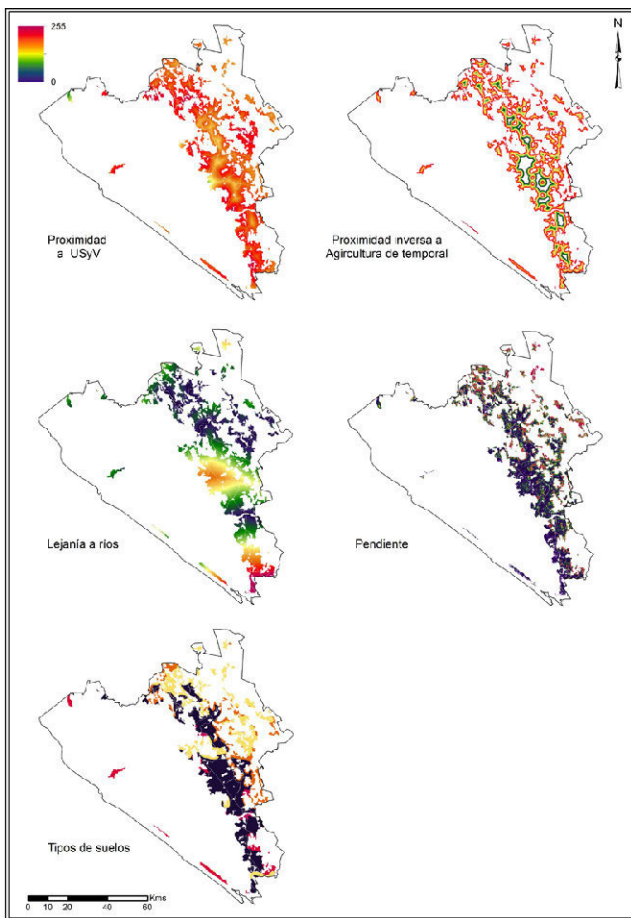 255
0
N
Proximidad
a USyV
Proximidad inversa a
Agircultura de temporal
Lejanía a ríos
Pendiente
Tipos de suelos
Kms
0 10 20 40 60